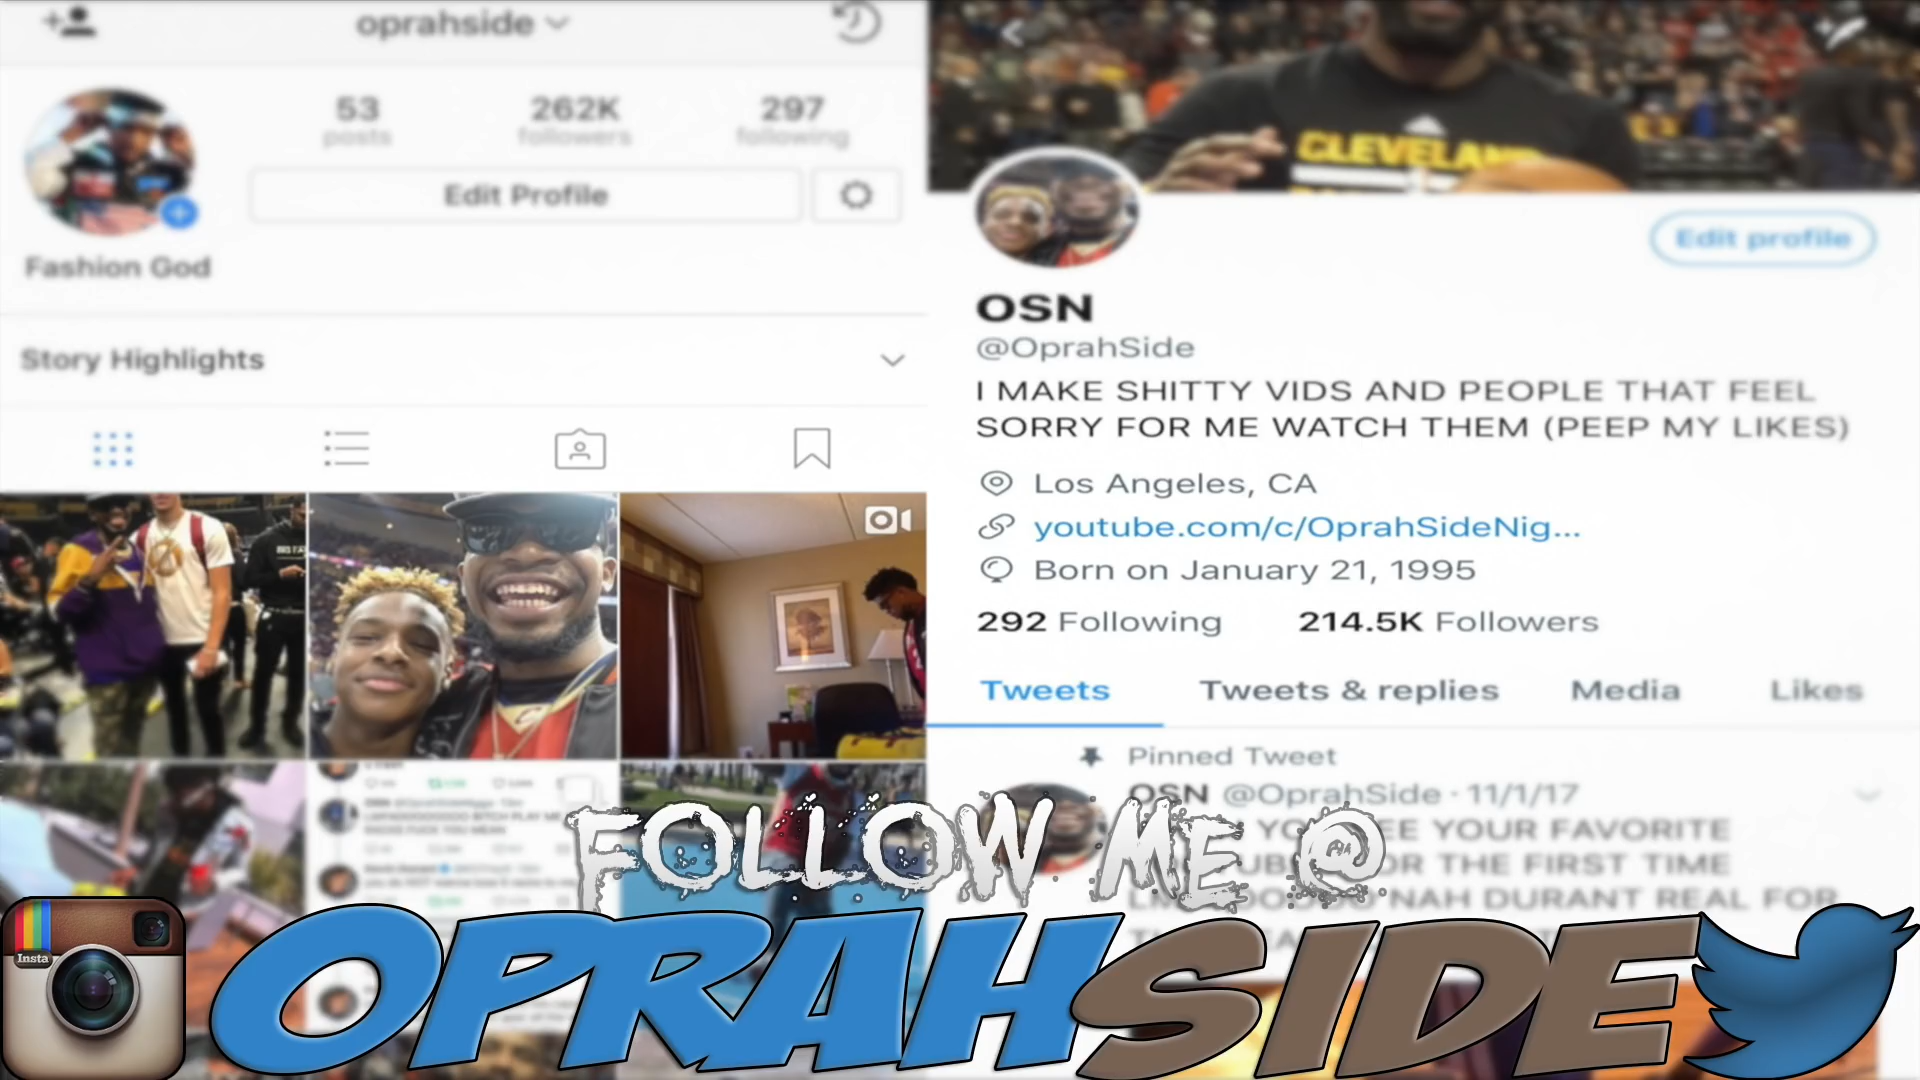 oprahside
53 262K 297
posts followers following
Edit Profile
Fashion God
Story Highlights
CLEVELAND
Edit profile
OSN
@OprahSide
I MAKE SHITTY VIDS AND PEOPLE THAT FEEL
SORRY FOR ME WATCH THEM (PEEP MY LIKES)
Los Angeles, CA
youtube.com/c/OprahSideNig...
Born on January 21, 1995
292 Following 214.5K Followers
Tweets Tweets & replies Media Likes
Pinned Tweet
OSN @OprahSide · 11/1/17
YOUR FAVORITE
FOR THE FIRST TIME
NAH DURANT REAL FOR
FOLLOW ME @
Insta
OPRAHSIDE